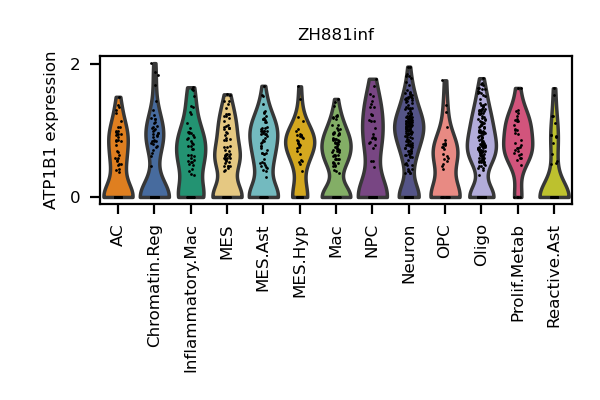 ZH881inf
ATP1B1 expression
2
0
AC
Chromatin.Reg
Inflammatory.Mac
MES
MES.Ast
MES.Hyp
Mac
NPC
Neuron
OPC
Oligo
Prolif.Metab
Reactive.Ast